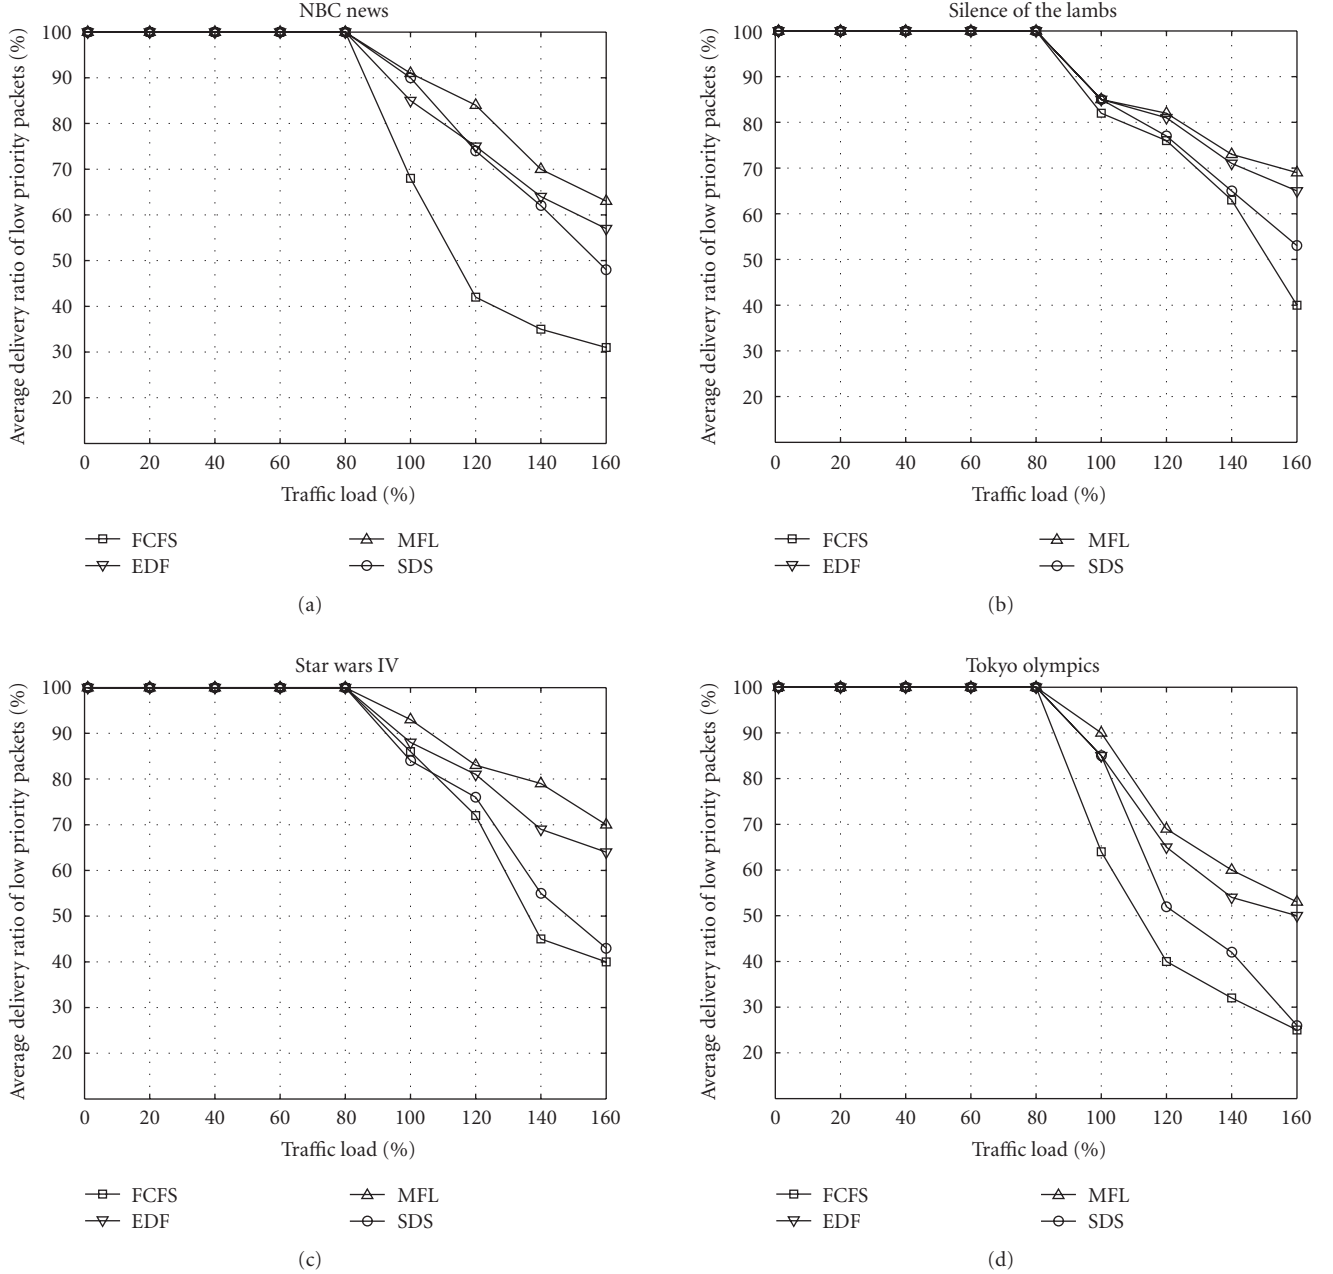 NBC news
Average delivery ratio of low priority packets (%)
100
90
80
70
60
50
40
30
20
0 20 40 60 80 100 120 140 160
Traffic load (%)
FCFS MFL
EDF SDS
(a)
Silence of the lambs
Average delivery ratio of low priority packets (%)
100
90
80
70
60
50
40
30
20
0 20 40 60 80 100 120 140 160
Traffic load (%)
FCFS MFL
EDF SDS
(b)
Star wars IV
Average delivery ratio of low priority packets (%)
100
90
80
70
60
50
40
30
20
0 20 40 60 80 100 120 140 160
Traffic load (%)
FCFS MFL
EDF SDS
(c)
Tokyo olympics
Average delivery ratio of low priority packets (%)
100
90
80
70
60
50
40
30
20
0 20 40 60 80 100 120 140 160
Traffic load (%)
FCFS MFL
EDF SDS
(d)